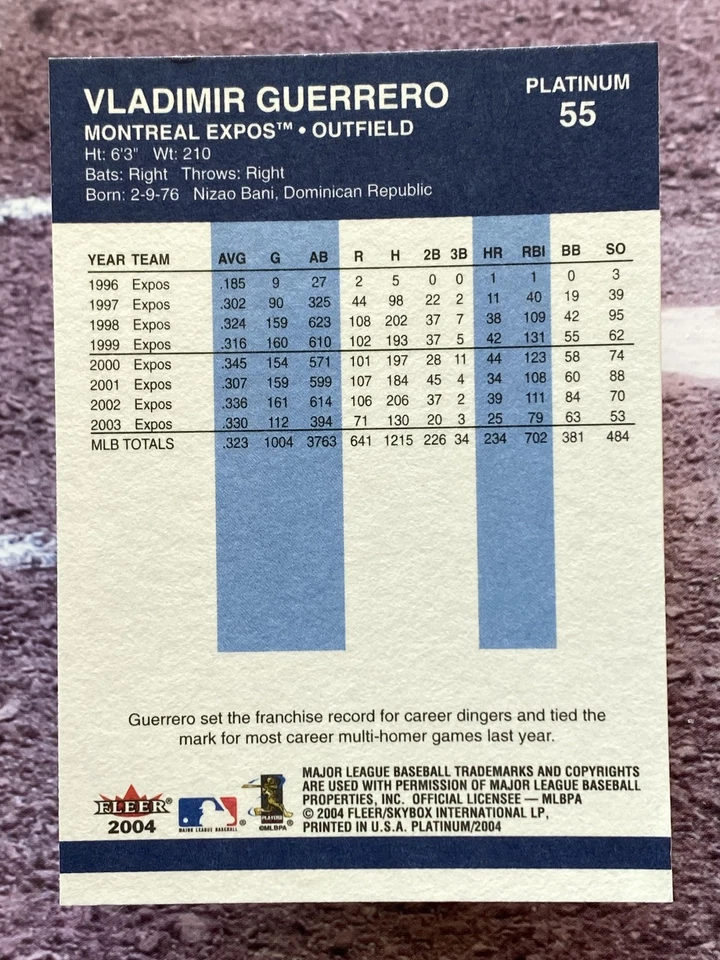 VLADIMIR GUERRERO
PLATINUM
55
MONTREAL EXPOS™ • OUTFIELD
Ht: 6'3" Wt: 210
Bats: Right Throws: Right
Born: 2-9-76 Nizao Bani, Dominican Republic
YEAR TEAM AVG G AB R H 2B 3B HR RBI BB SO
1996 Expos .185 9 27 2 5 0 0 1 1 0 3
1997 Expos .302 90 325 44 98 22 2 11 40 19 39
1998 Expos .324 159 623 108 202 37 7 38 109 42 95
1999 Expos .316 160 610 102 193 37 5 42 131 55 62
2000 Expos .345 154 571 101 197 28 11 44 123 58 74
2001 Expos .307 159 599 107 184 45 4 34 108 60 88
2002 Expos .336 161 614 106 206 37 2 39 111 84 70
2003 Expos .330 112 394 71 130 20 3 25 79 63 53
MLB TOTALS .323 1004 3763 641 1215 226 34 234 702 381 484
Guerrero set the franchise record for career dingers and tied the
mark for most career multi-homer games last year.
FLEER®
2004
MAJOR LEAGUE BASEBALL®
PLAYERS
©MLBPA®
MAJOR LEAGUE BASEBALL TRADEMARKS AND COPYRIGHTS
ARE USED WITH PERMISSION OF MAJOR LEAGUE BASEBALL
PROPERTIES, INC. OFFICIAL LICENSEE — MLBPA
© 2004 FLEER/SKYBOX INTERNATIONAL LP,
PRINTED IN U.S.A. PLATINUM/2004